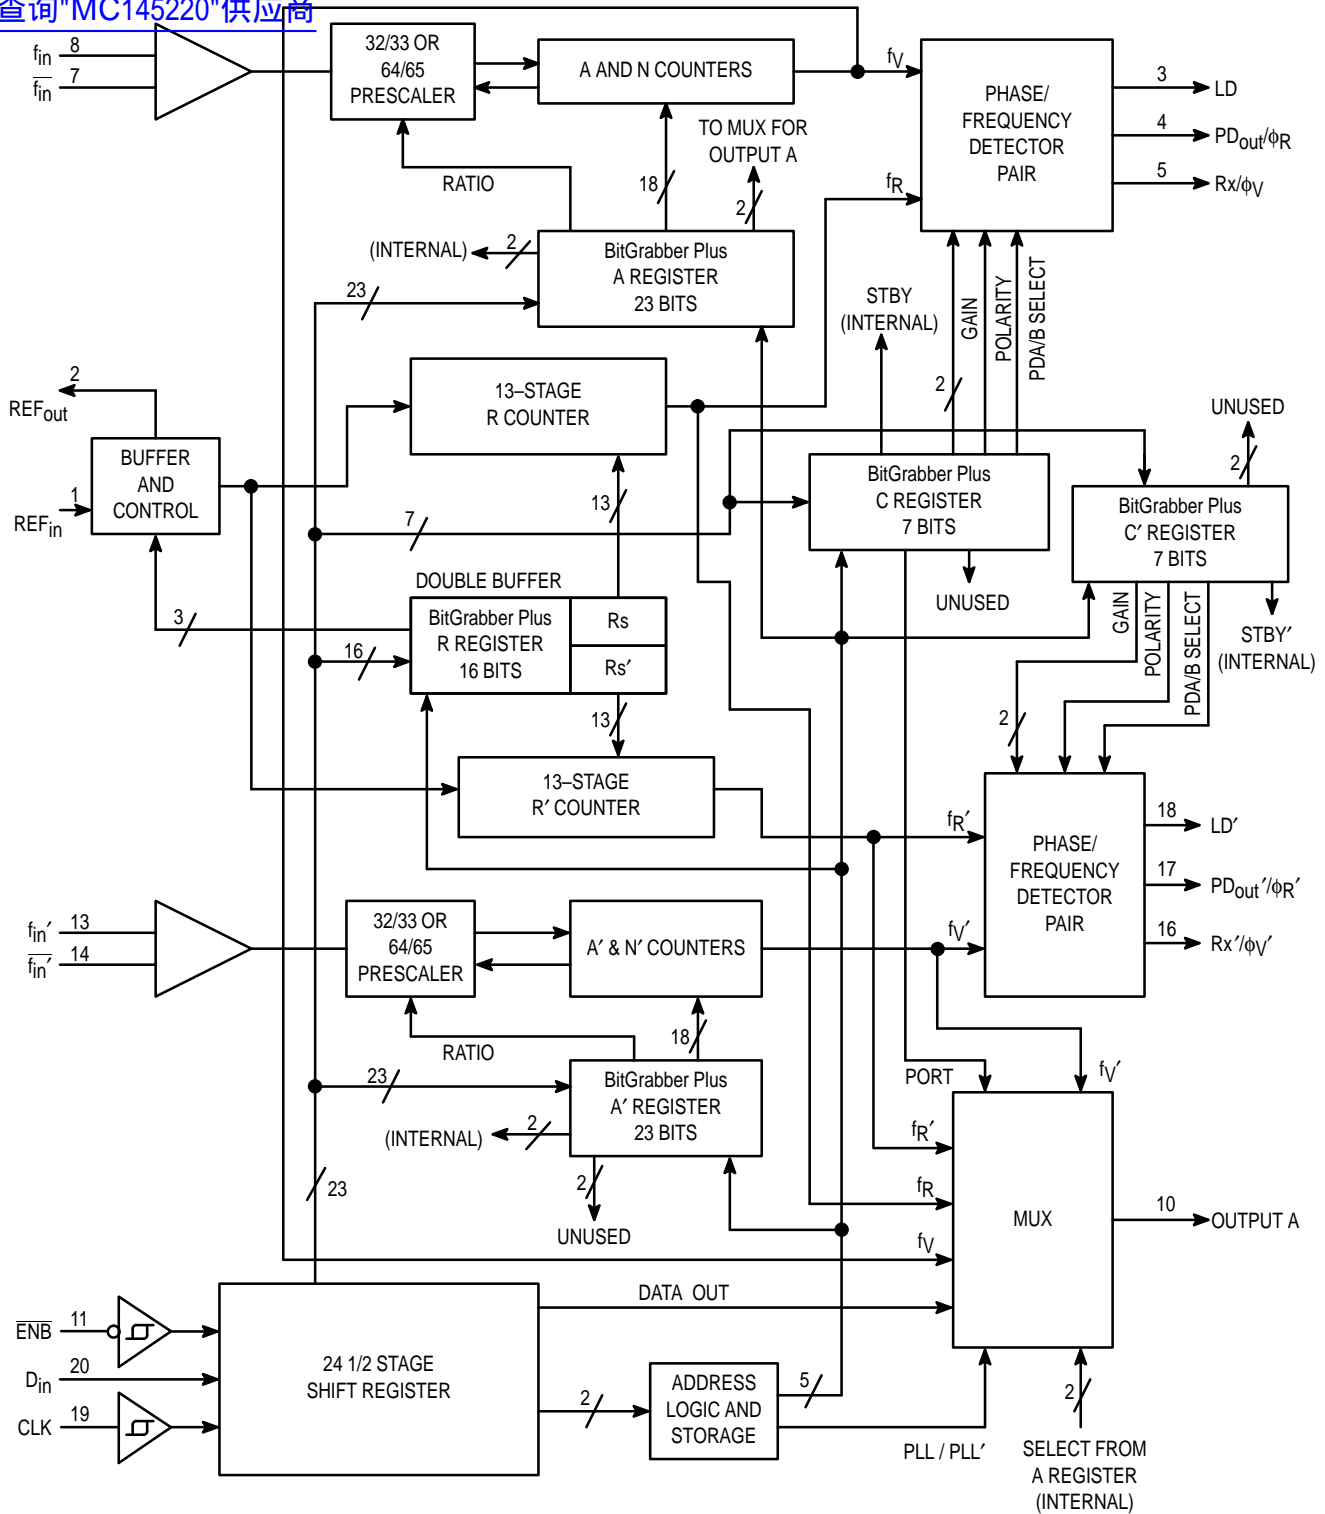 查询"MC145220"供应商
fin 8
f̅i̅n̅ 7
32/33 OR
64/65
PRESCALER
A AND N COUNTERS
fV
fR
PHASE/
FREQUENCY
DETECTOR
PAIR
3 LD
4 PDout/ϕR
5 Rx/ϕV
RATIO
18
TO MUX FOR
OUTPUT A
2
(INTERNAL) 2
BitGrabber Plus
A REGISTER
23 BITS
23
STBY
(INTERNAL)
GAIN
POLARITY
PDA/B SELECT
2
2
REFout
BUFFER
AND
CONTROL
1
REFin
13–STAGE
R COUNTER
13
7
BitGrabber Plus
C REGISTER
7 BITS
UNUSED
UNUSED
2
BitGrabber Plus
C′ REGISTER
7 BITS
STBY′
(INTERNAL)
GAIN
POLARITY
PDA/B SELECT
2
DOUBLE BUFFER
BitGrabber Plus
R REGISTER
16 BITS
Rs
Rs′
3
16
13
13–STAGE
R′ COUNTER
fR′
fV′
PHASE/
FREQUENCY
DETECTOR
PAIR
18 LD′
17 PDout′/ϕR′
16 Rx′/ϕV′
fin′ 13
f̅i̅n̅′̅ 14
32/33 OR
64/65
PRESCALER
A′ & N′ COUNTERS
RATIO
18
23
BitGrabber Plus
A′ REGISTER
23 BITS
(INTERNAL) 2
2
UNUSED
23
PORT
fV′
fR′
fR
fV
MUX
10 OUTPUT A
DATA OUT
E̅N̅B̅ 11
Din 20
CLK 19
24 1/2 STAGE
SHIFT REGISTER
2
ADDRESS
LOGIC AND
STORAGE
5
PLL / PLL′
2
SELECT FROM
A REGISTER
(INTERNAL)